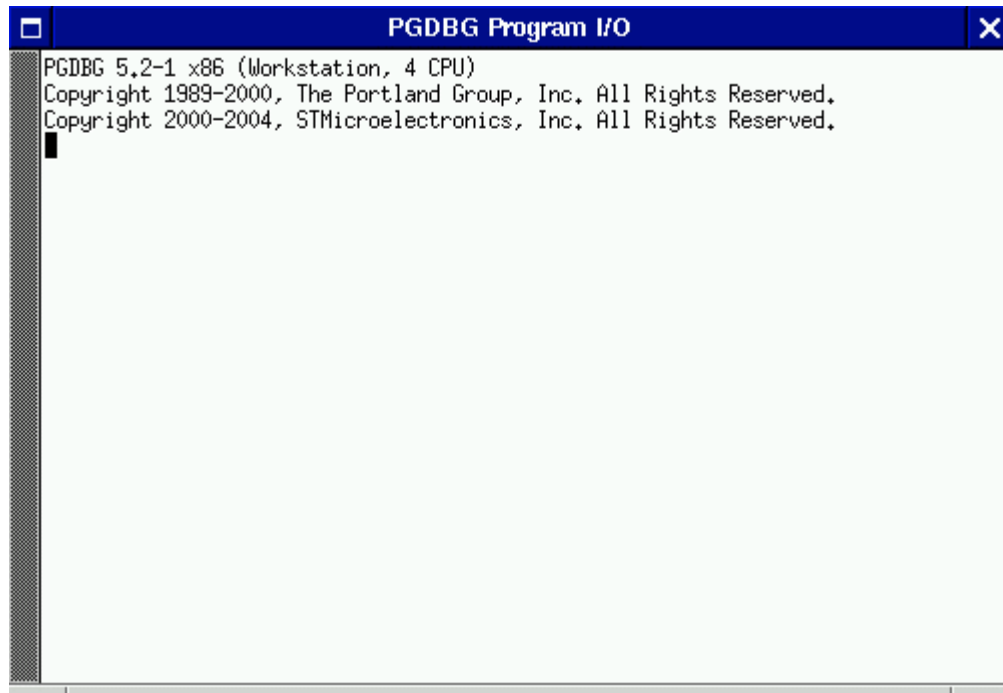 PGDBG Program I/O
PGDBG 5.2-1 x86 (Workstation, 4 CPU)
Copyright 1989-2000, The Portland Group, Inc. All Rights Reserved.
Copyright 2000-2004, STMicroelectronics, Inc. All Rights Reserved.